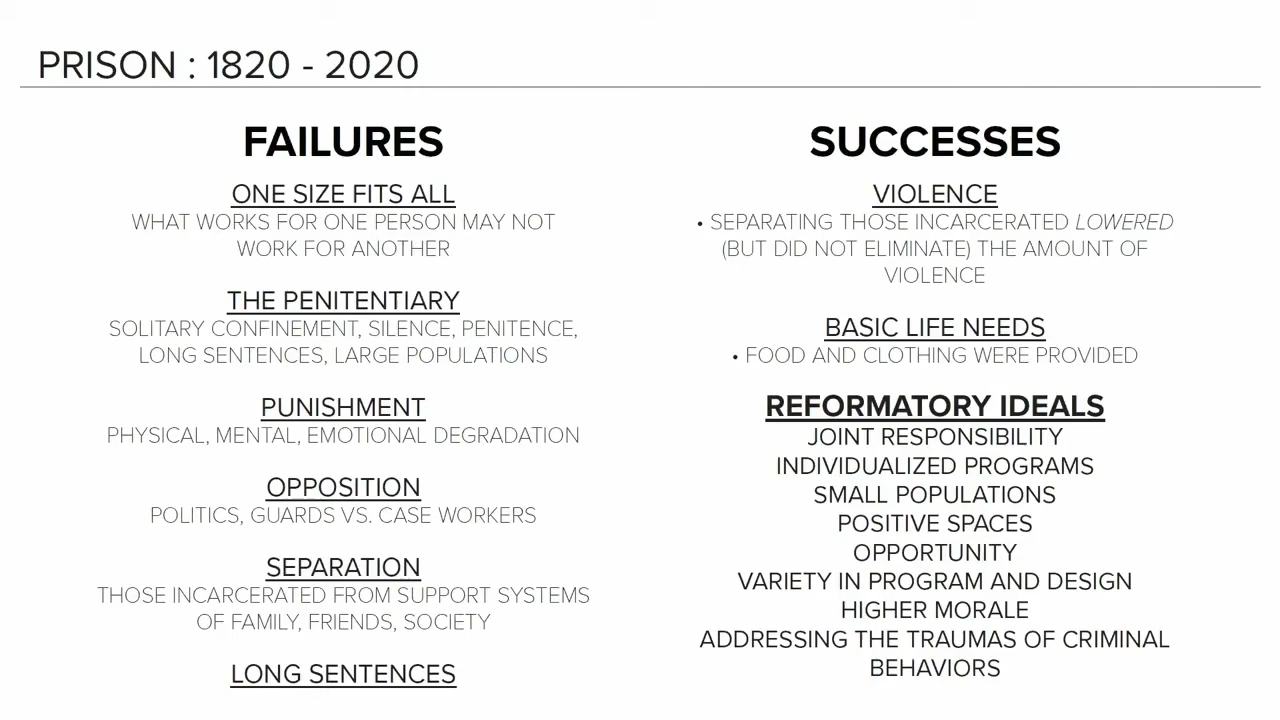 PRISON : 1820 - 2020
FAILURES
ONE SIZE FITS ALL
WHAT WORKS FOR ONE PERSON MAY NOT
WORK FOR ANOTHER
THE PENITENTIARY
SOLITARY CONFINEMENT, SILENCE, PENITENCE,
LONG SENTENCES, LARGE POPULATIONS
PUNISHMENT
PHYSICAL, MENTAL, EMOTIONAL DEGRADATION
OPPOSITION
POLITICS, GUARDS VS. CASE WORKERS
SEPARATION
THOSE INCARCERATED FROM SUPPORT SYSTEMS
OF FAMILY, FRIENDS, SOCIETY
LONG SENTENCES
SUCCESSES
VIOLENCE
• SEPARATING THOSE INCARCERATED LOWERED
(BUT DID NOT ELIMINATE) THE AMOUNT OF
VIOLENCE
BASIC LIFE NEEDS
• FOOD AND CLOTHING WERE PROVIDED
REFORMATORY IDEALS
JOINT RESPONSIBILITY
INDIVIDUALIZED PROGRAMS
SMALL POPULATIONS
POSITIVE SPACES
OPPORTUNITY
VARIETY IN PROGRAM AND DESIGN
HIGHER MORALE
ADDRESSING THE TRAUMAS OF CRIMINAL
BEHAVIORS